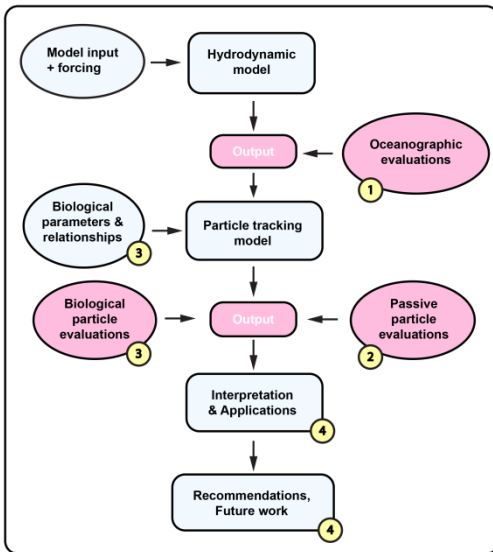 Model input
+ forcing
Hydrodynamic
model
Output
Oceanographic
evaluations
1
Biological
parameters &
relationships
3
Particle tracking
model
Biological
particle
evaluations
3
Output
Passive
particle
evaluations
2
Interpretation
& Applications
4
Recommendations,
Future work
4